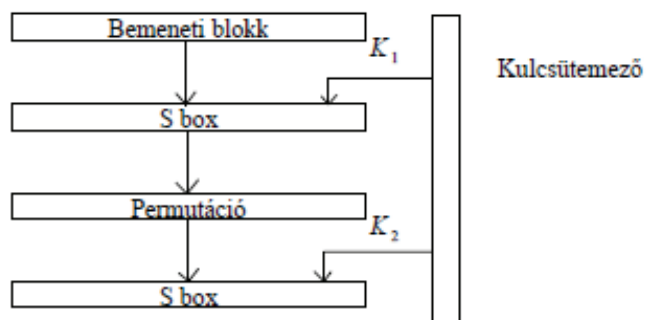 Bemeneti blokk
K₁
Kulcsütemező
S box
Permutáció
K₂
S box